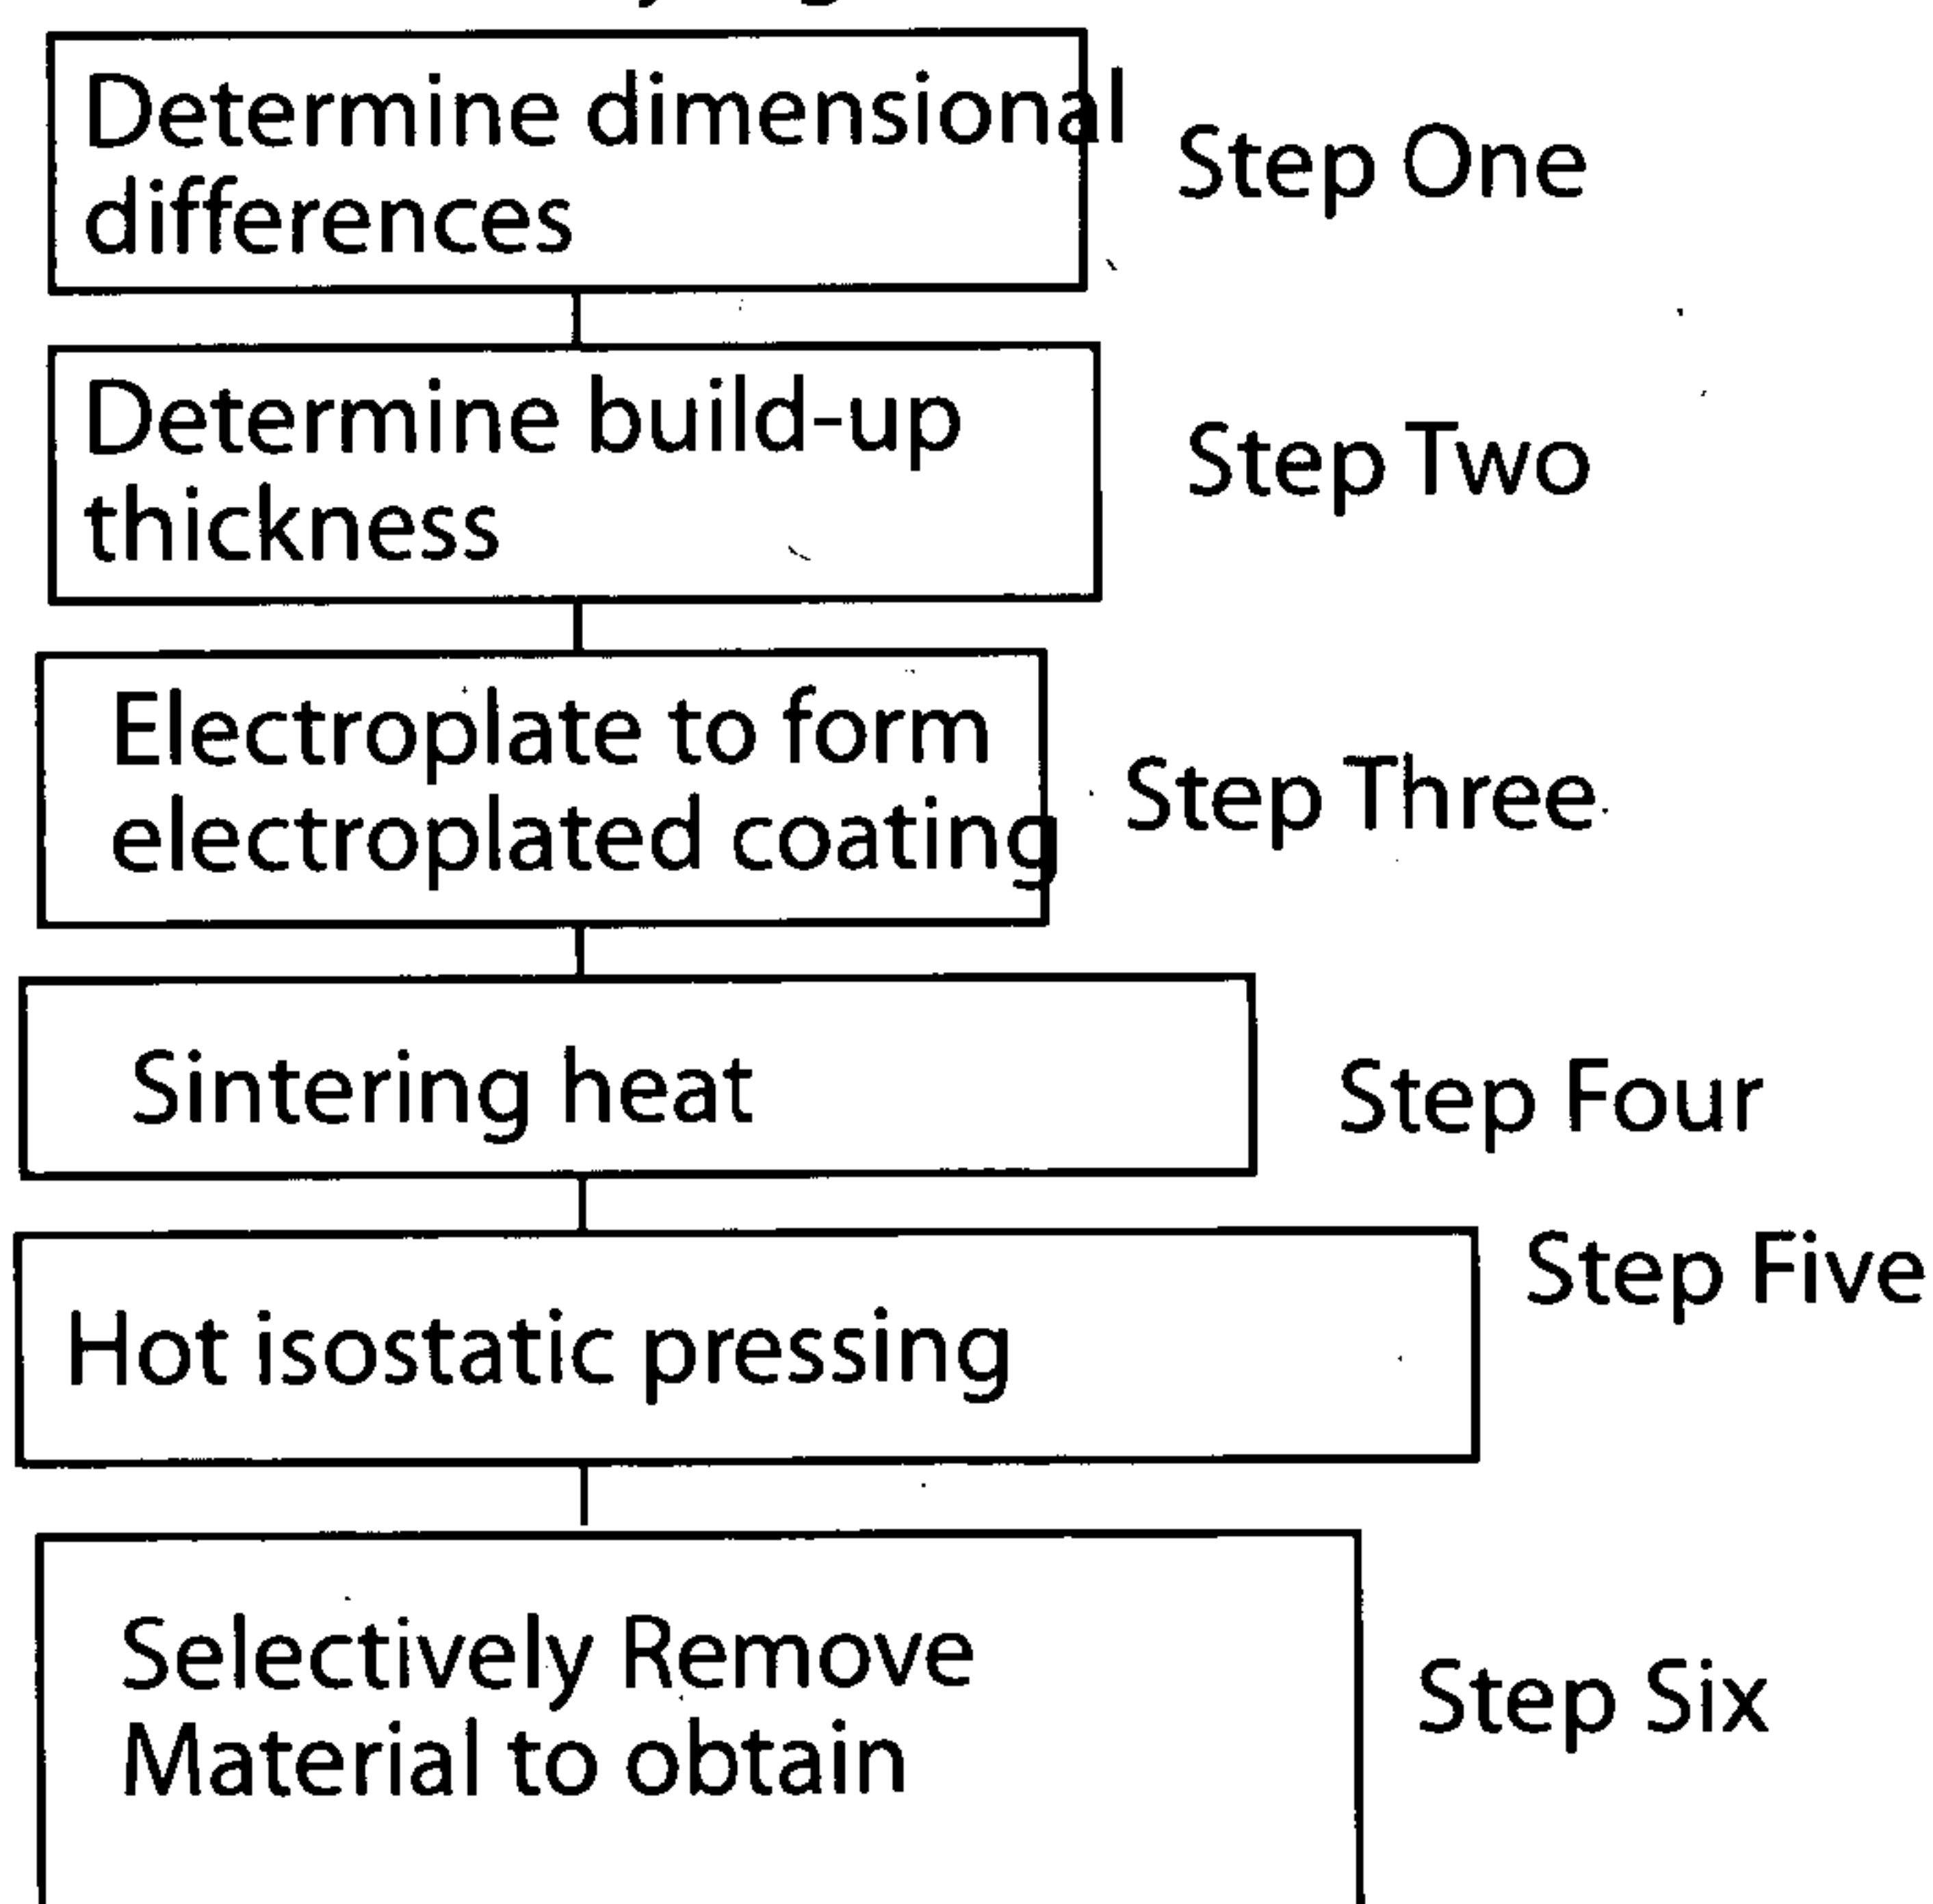 Determine dimensional
differences
Step One
Determine build-up
thickness
Step Two
Electroplate to form
electroplated coating
Step Three
Sintering heat
Step Four
Step Five
Hot isostatic pressing
Selectively Remove
Material to obtain
Step Six